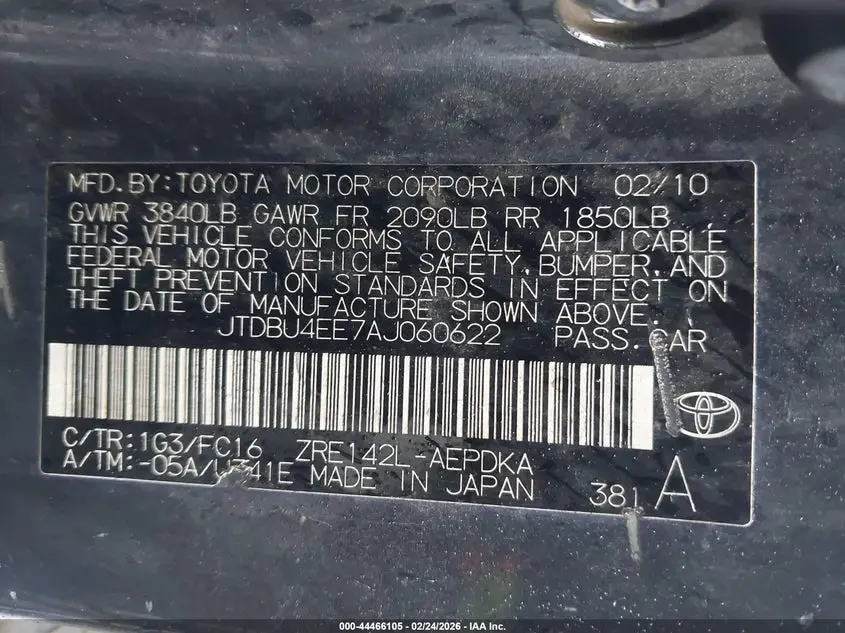 MFD.BY:TOYOTA MOTOR CORPORATION 02/10
GVWR 3840LB GAWR FR 2090LB RR 1850LB
THIS VEHICLE CONFORMS TO ALL APPLICABLE
FEDERAL MOTOR VEHICLE SAFETY,BUMPER,AND
THEFT PREVENTION STANDARDS IN EFFECT ON
THE DATE OF MANUFACTURE SHOWN ABOVE.
JTDBU4EE7AJ060622 PASS.CAR
C/TR:1G3/FC16 ZRE142L-AEPDKA
A/TM:-05A/ MADE IN JAPAN
381 A
000-44466105 - 02/24/2026 - IAA Inc.